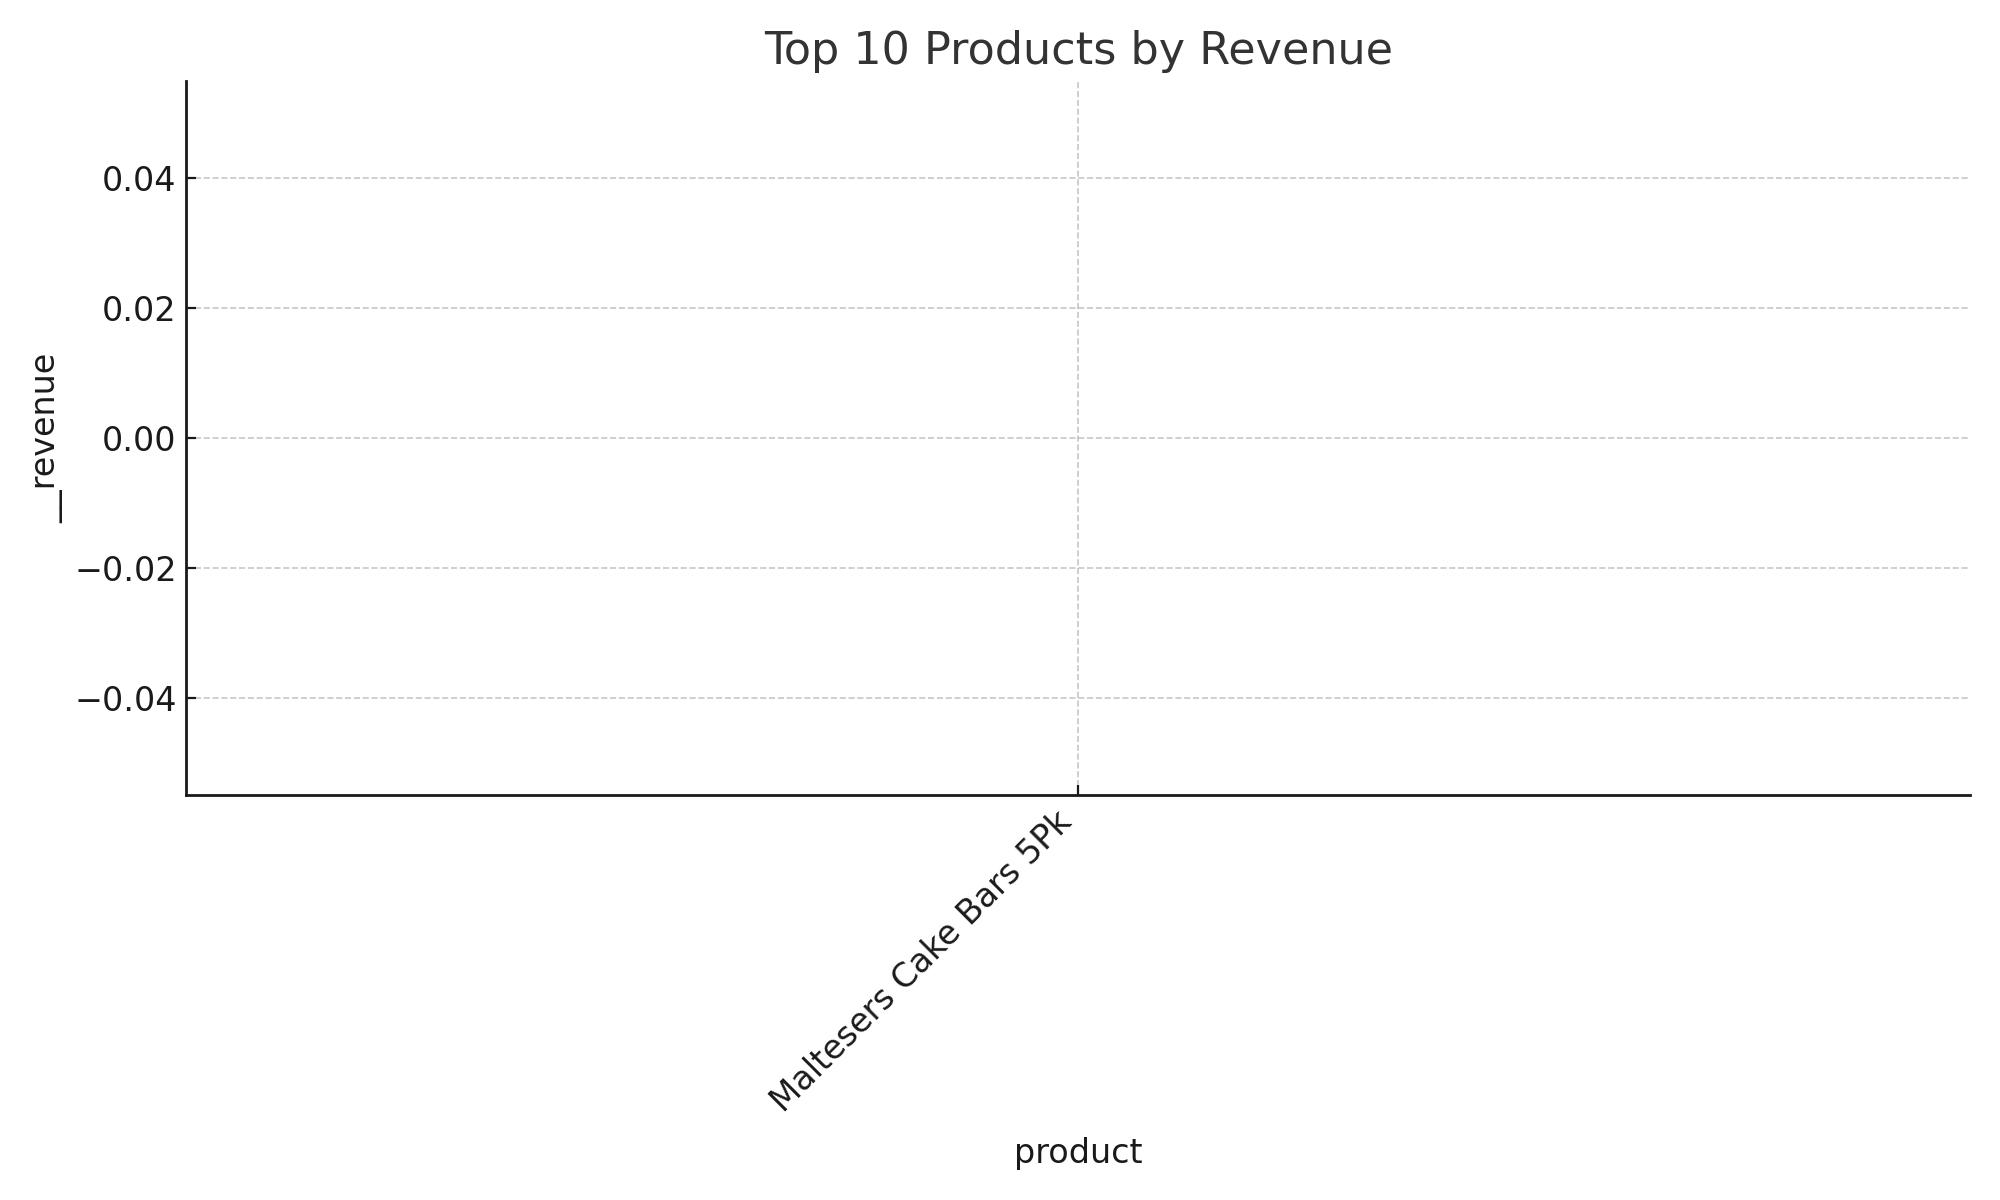 Top 10 Products by Revenue
0.04
0.02
0.00
−0.02
−0.04
__revenue
Maltesers Cake Bars 5Pk
product